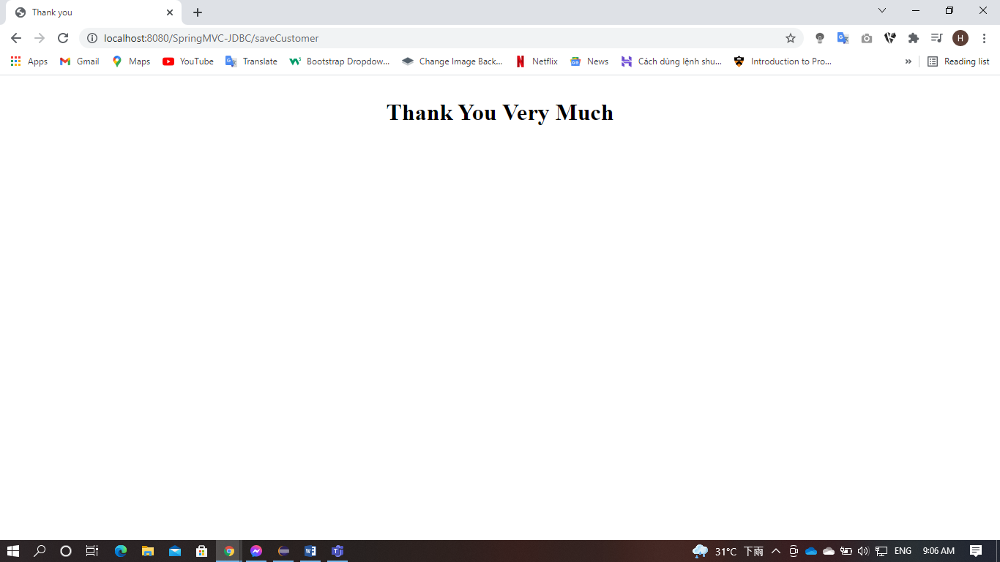 Thank you
localhost:8080/SpringMVC-JDBC/saveCustomer
H
Apps Gmail Maps YouTube Translate Bootstrap Dropdow... Change Image Back... Netflix News Cách dùng lệnh shu... Introduction to Pro... » Reading list
Thank You Very Much
31°C 下雨 ENG 9:06 AM